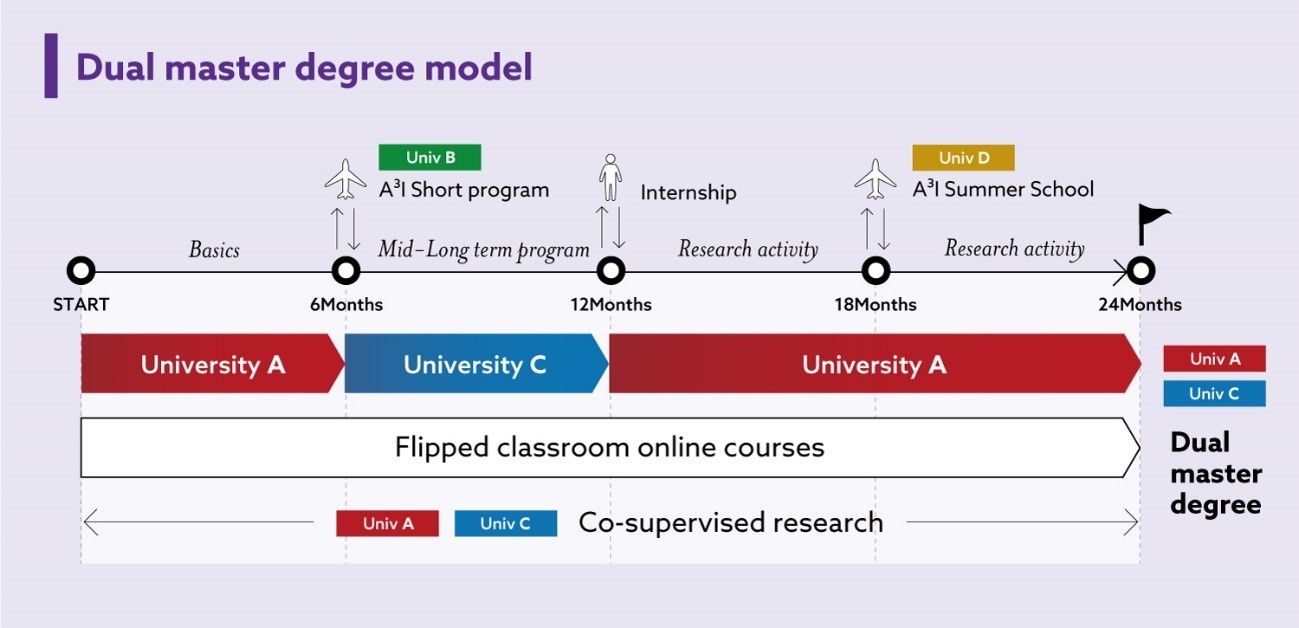 Dual master degree model
Univ B
A³I Short program
Internship
Univ D
A³I Summer School
Basics
Mid-Long term program
Research activity
Research activity
START
6Months
12Months
18Months
24Months
University A
University C
University A
Univ A
Univ C
Dual
master
degree
Flipped classroom online courses
Univ A
Univ C
Co-supervised research